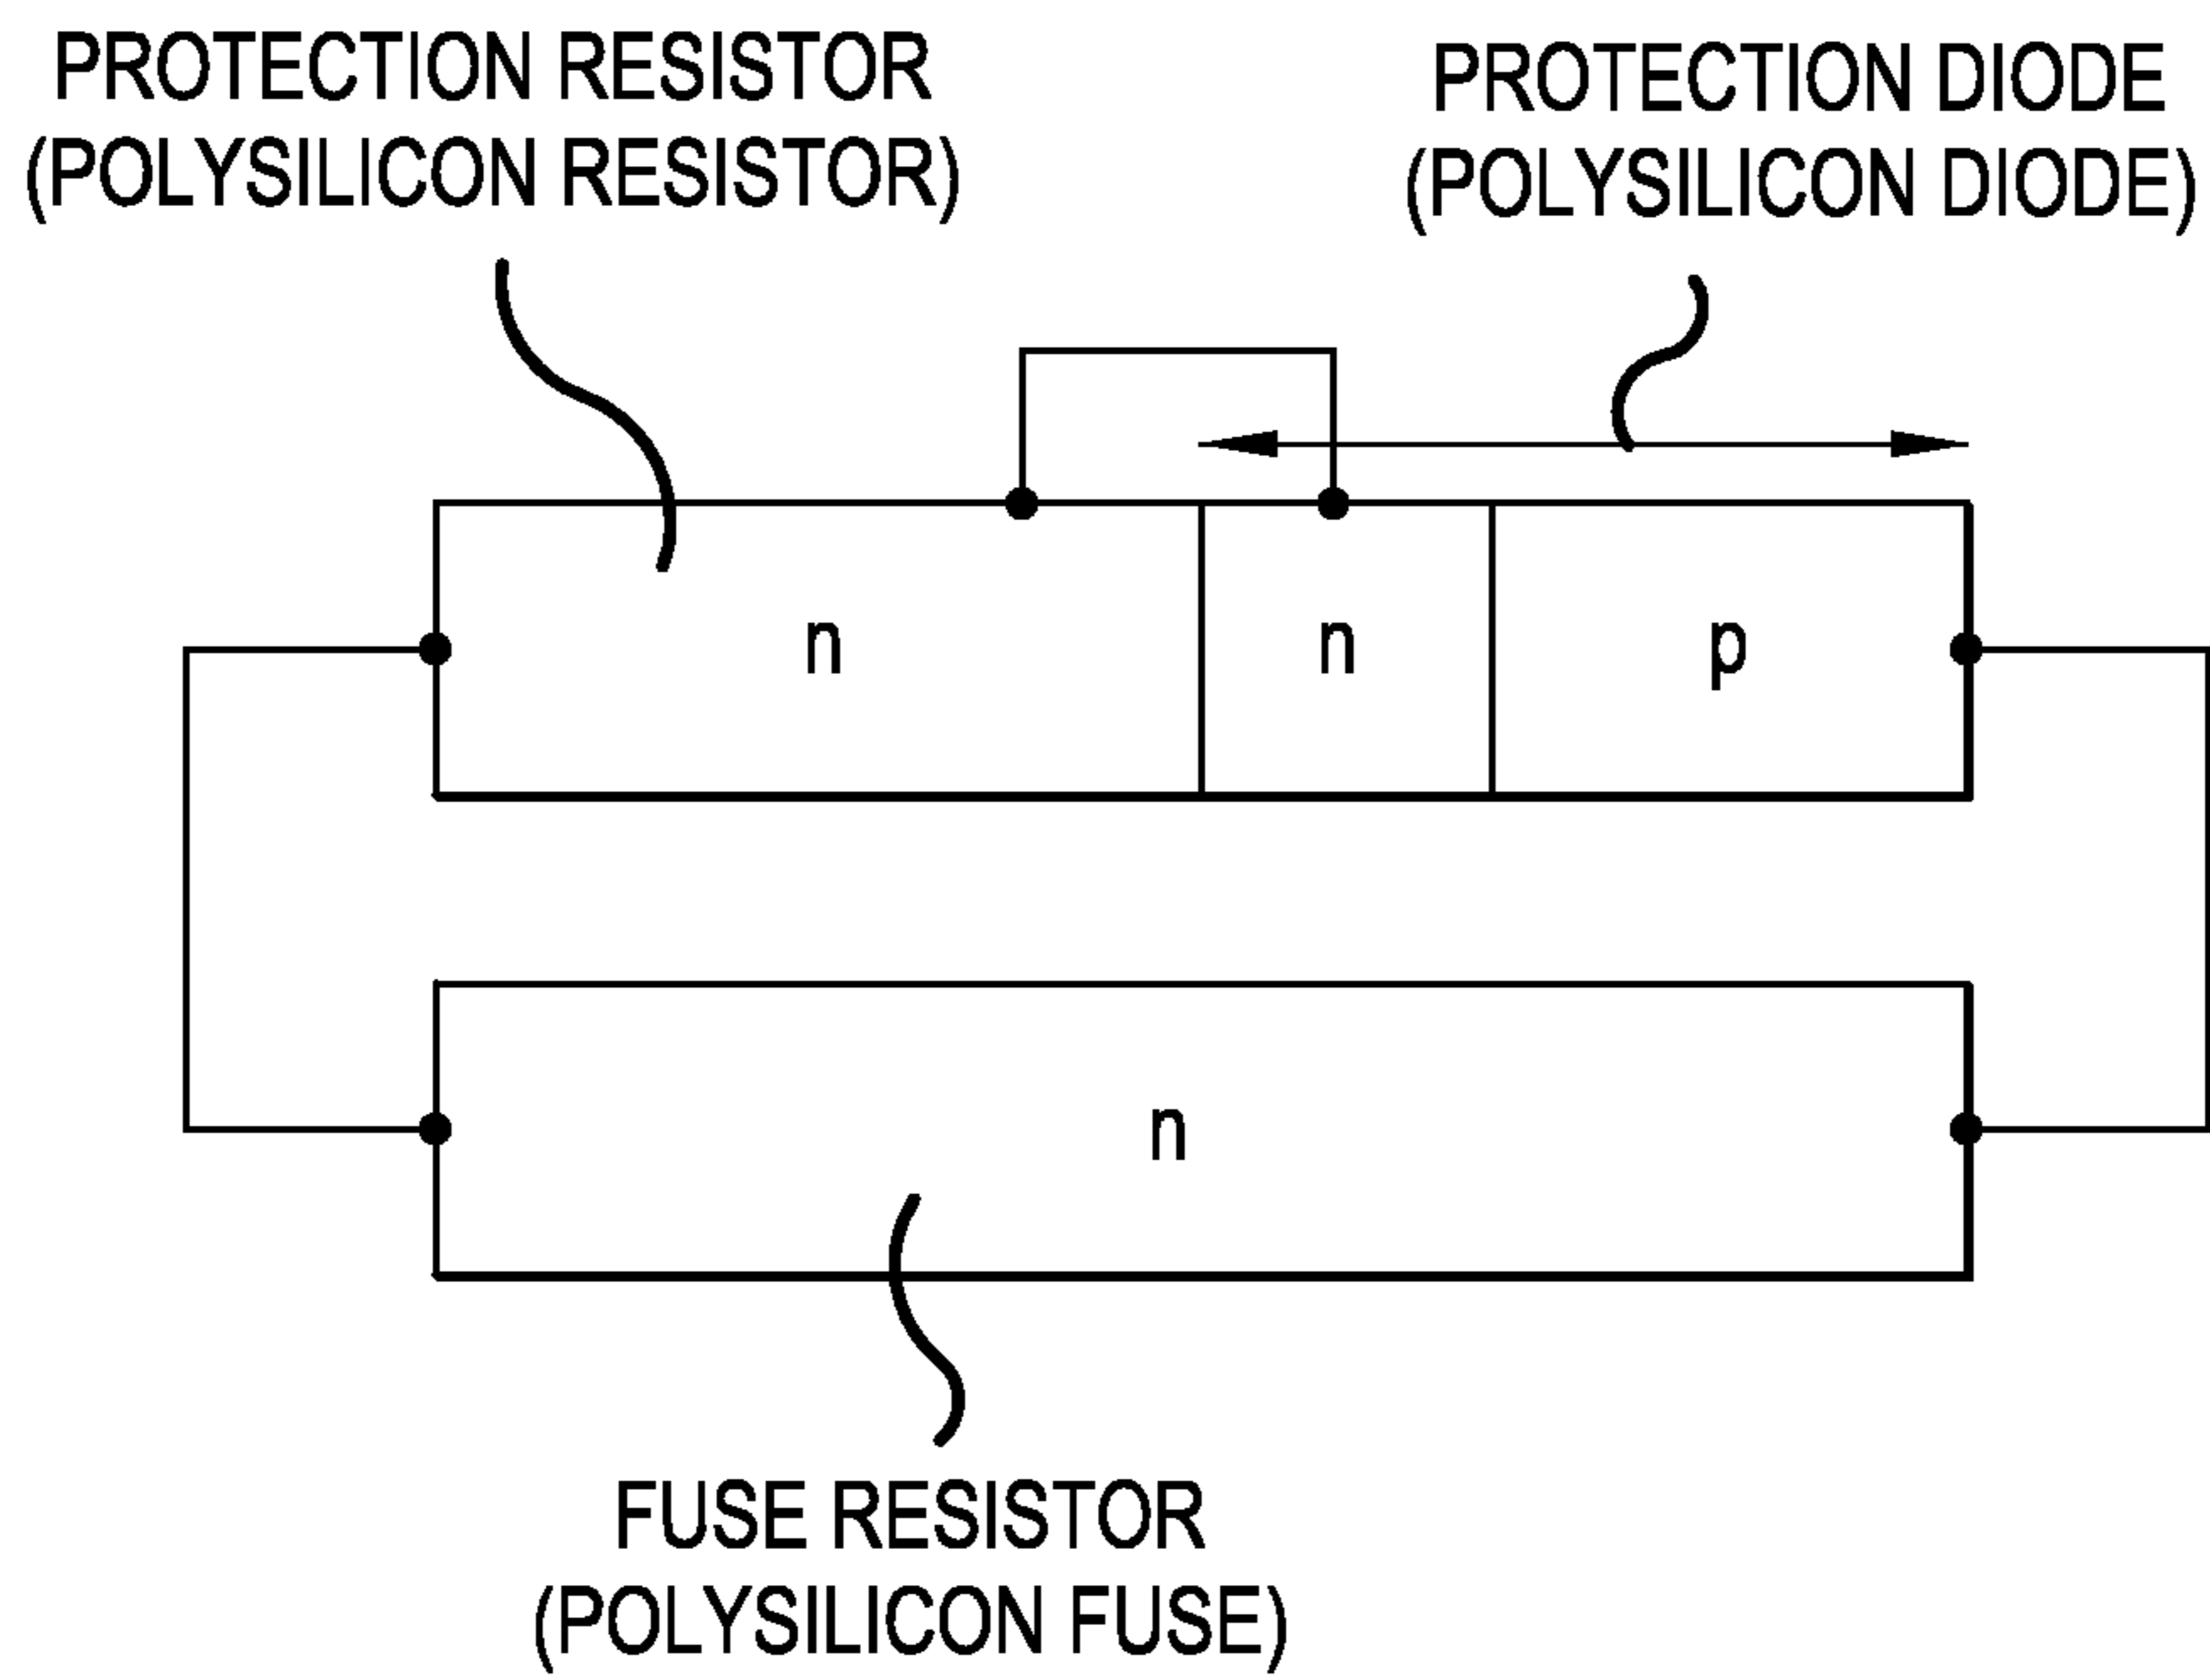 PROTECTION RESISTOR
(POLYSILICON RESISTOR)
PROTECTION DIODE
(POLYSILICON DIODE)
n
n
p
n
FUSE RESISTOR
(POLYSILICON FUSE)